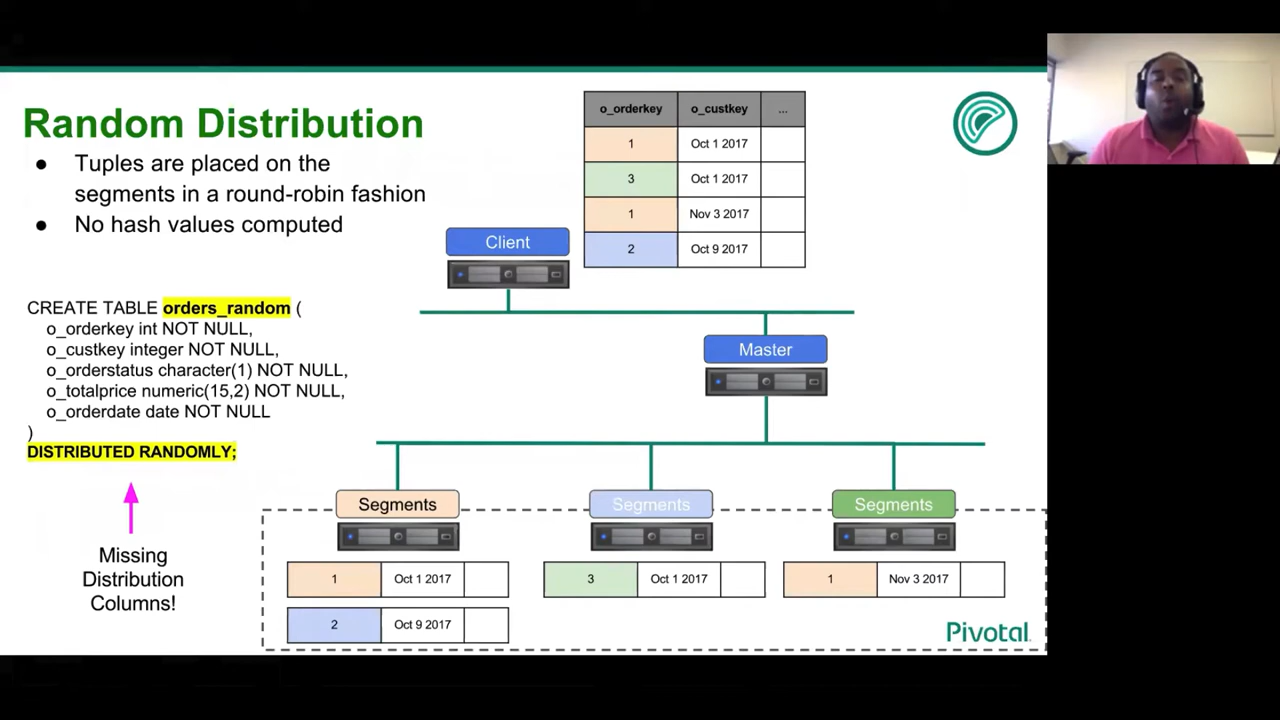 Random Distribution
● Tuples are placed on the
segments in a round-robin fashion
● No hash values computed
CREATE TABLE orders_random (
o_orderkey int NOT NULL,
o_custkey integer NOT NULL,
o_orderstatus character(1) NOT NULL,
o_totalprice numeric(15,2) NOT NULL,
o_orderdate date NOT NULL
)
DISTRIBUTED RANDOMLY;
Missing
Distribution
Columns!
o_orderkey o_custkey ...
1 Oct 1 2017
3 Oct 1 2017
1 Nov 3 2017
2 Oct 9 2017
Client
Master
Segments Segments Segments
1 Oct 1 2017 3 Oct 1 2017 1 Nov 3 2017
2 Oct 9 2017
Pivotal